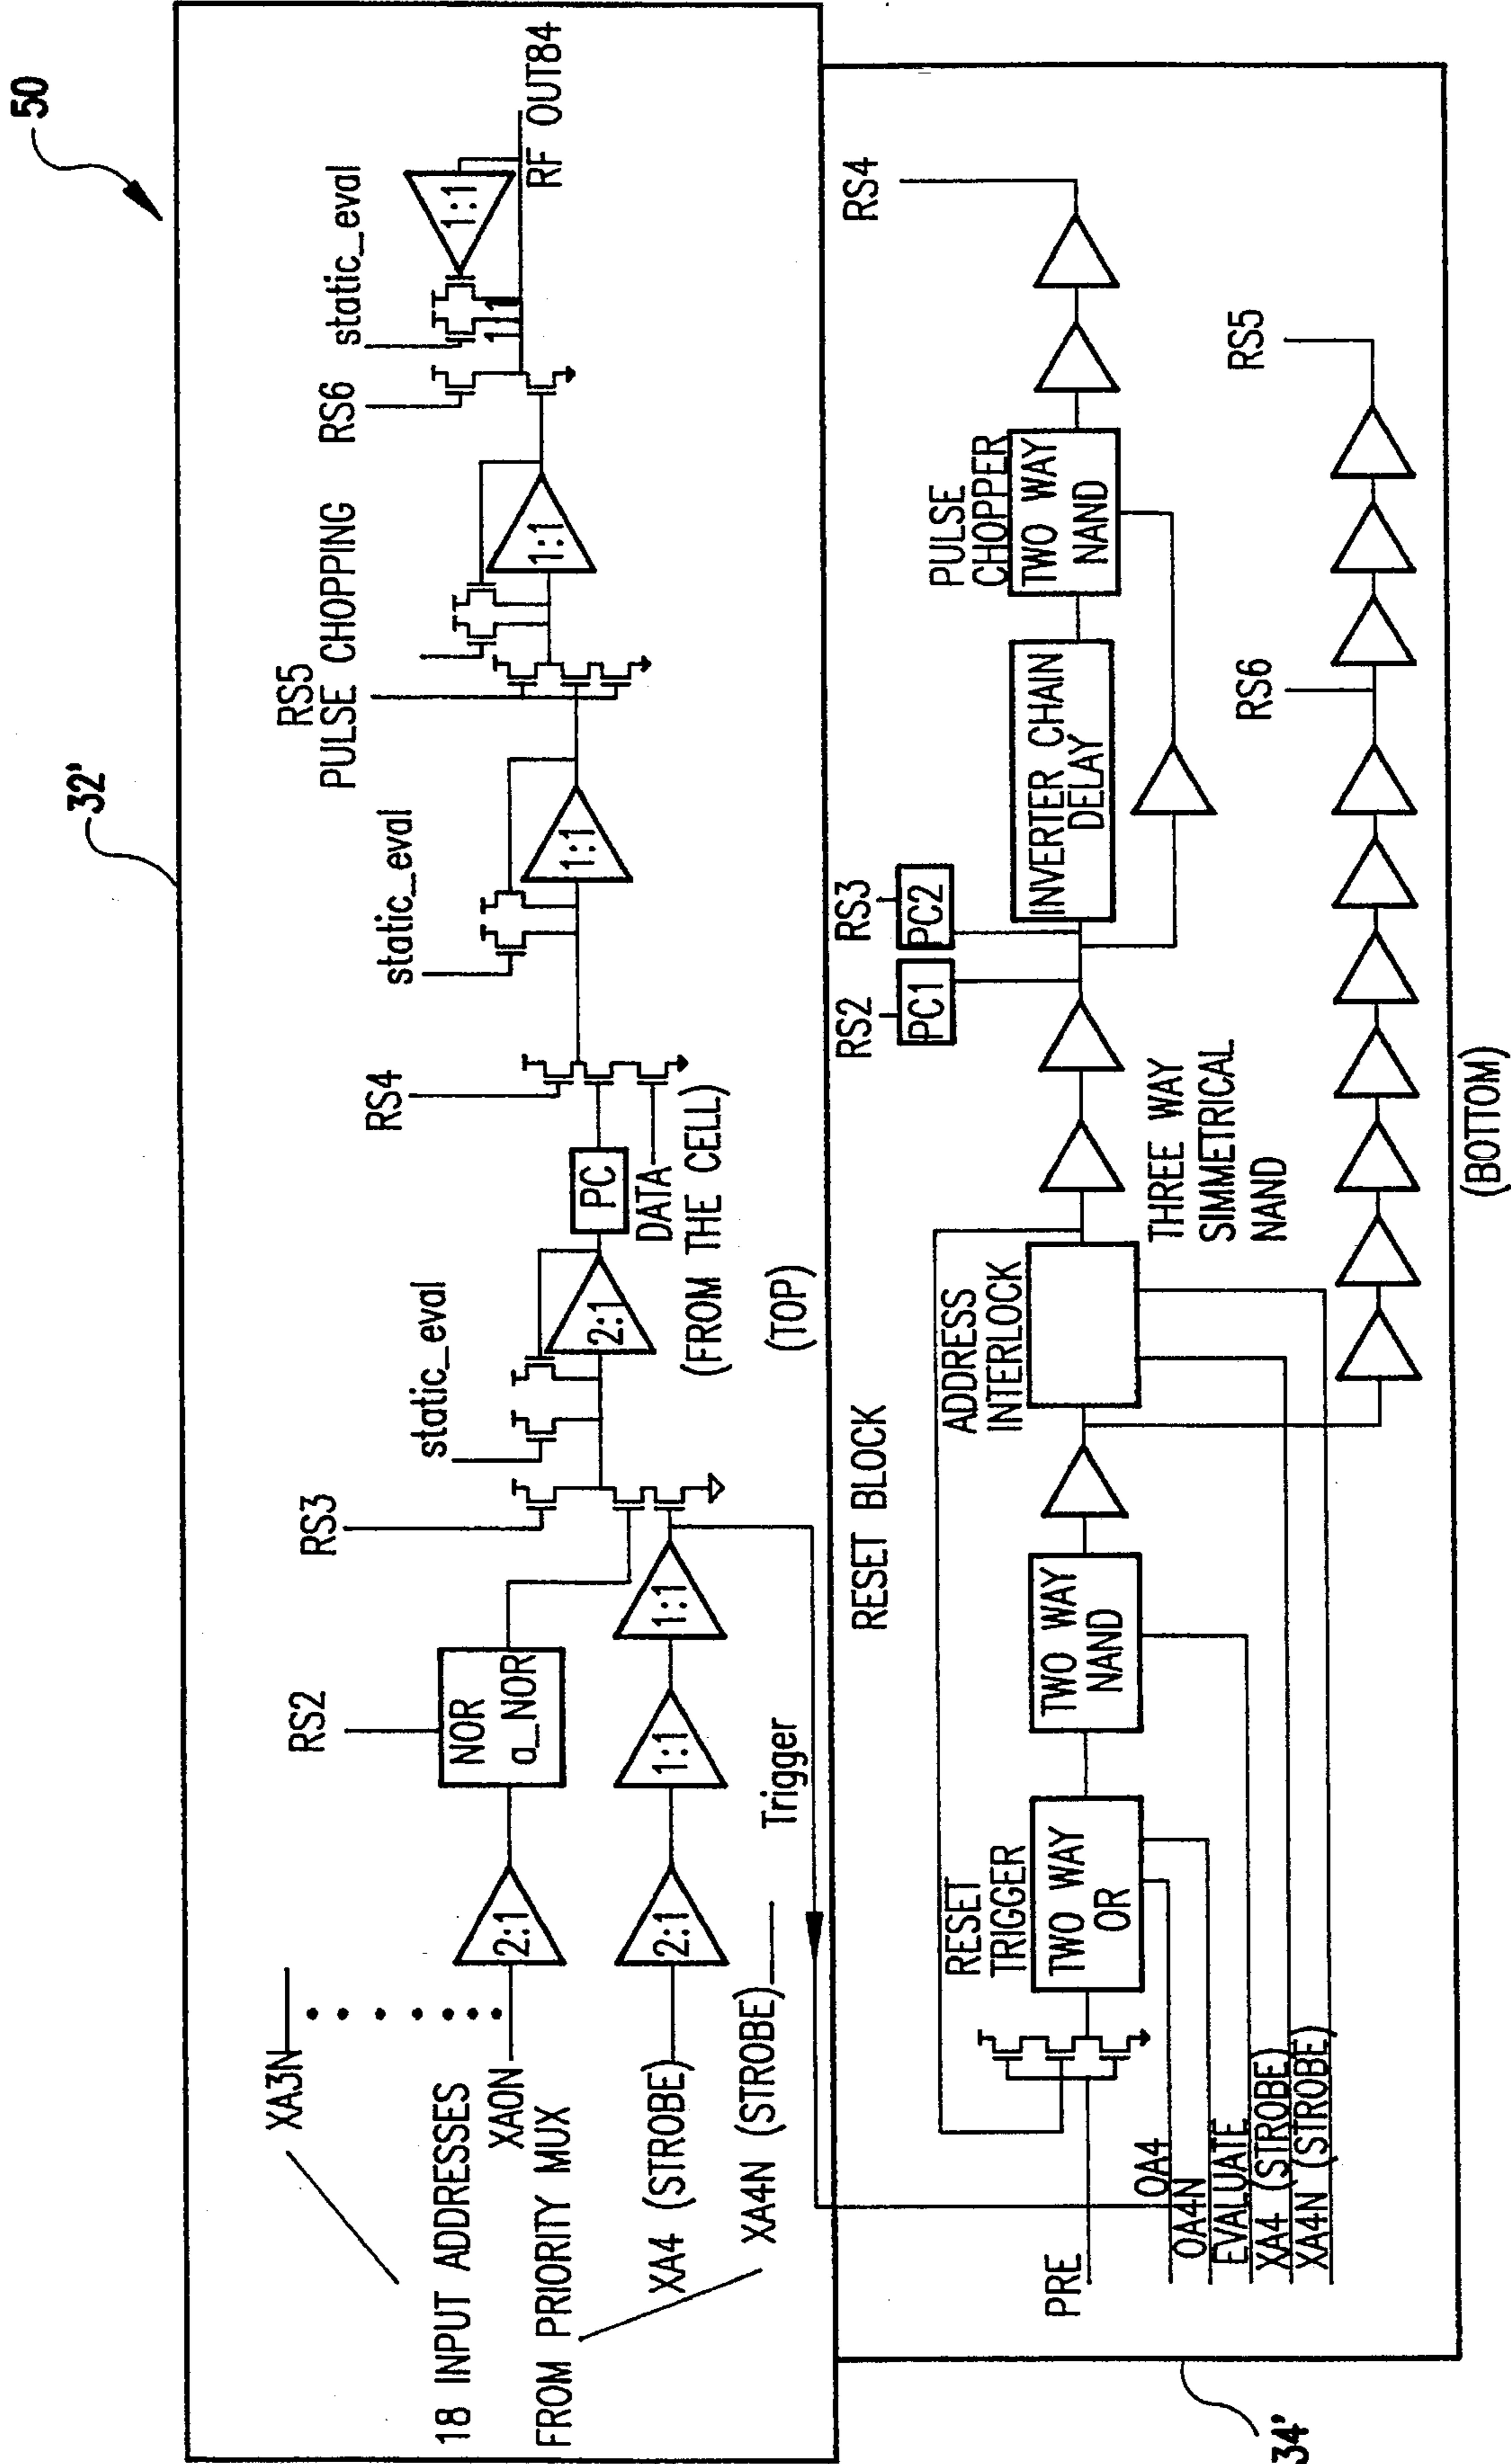 50
32'
XA3N
18 INPUT ADDRESSES
XA0N
FROM PRIORITY MUX
XA4 (STROBE)
XA4N (STROBE)
2:1
2:1
RS2
NOR
a_NOR
1:1
1:1
Trigger
RS3
static_eval
2:1
PC
DATA
(FROM THE CELL)
(TOP)
RS4
static_eval
1:1
RS5
PULSE CHOPPING
1:1
RS6
static_eval
1:1
1:1
RF OUT84
RESET BLOCK
PRE
OA4
OA4N
EVALUATE
XA4 (STROBE)
XA4N (STROBE)
RESET
TRIGGER
TWO WAY
OR
TWO WAY
NAND
ADDRESS
INTERLOCK
THREE WAY
SIMMETRICAL
NAND
RS2
PC1
RS3
PC2
INVERTER CHAIN
DELAY
PULSE
CHOPPER
TWO WAY
NAND
RS4
RS6
RS5
(BOTTOM)
34'